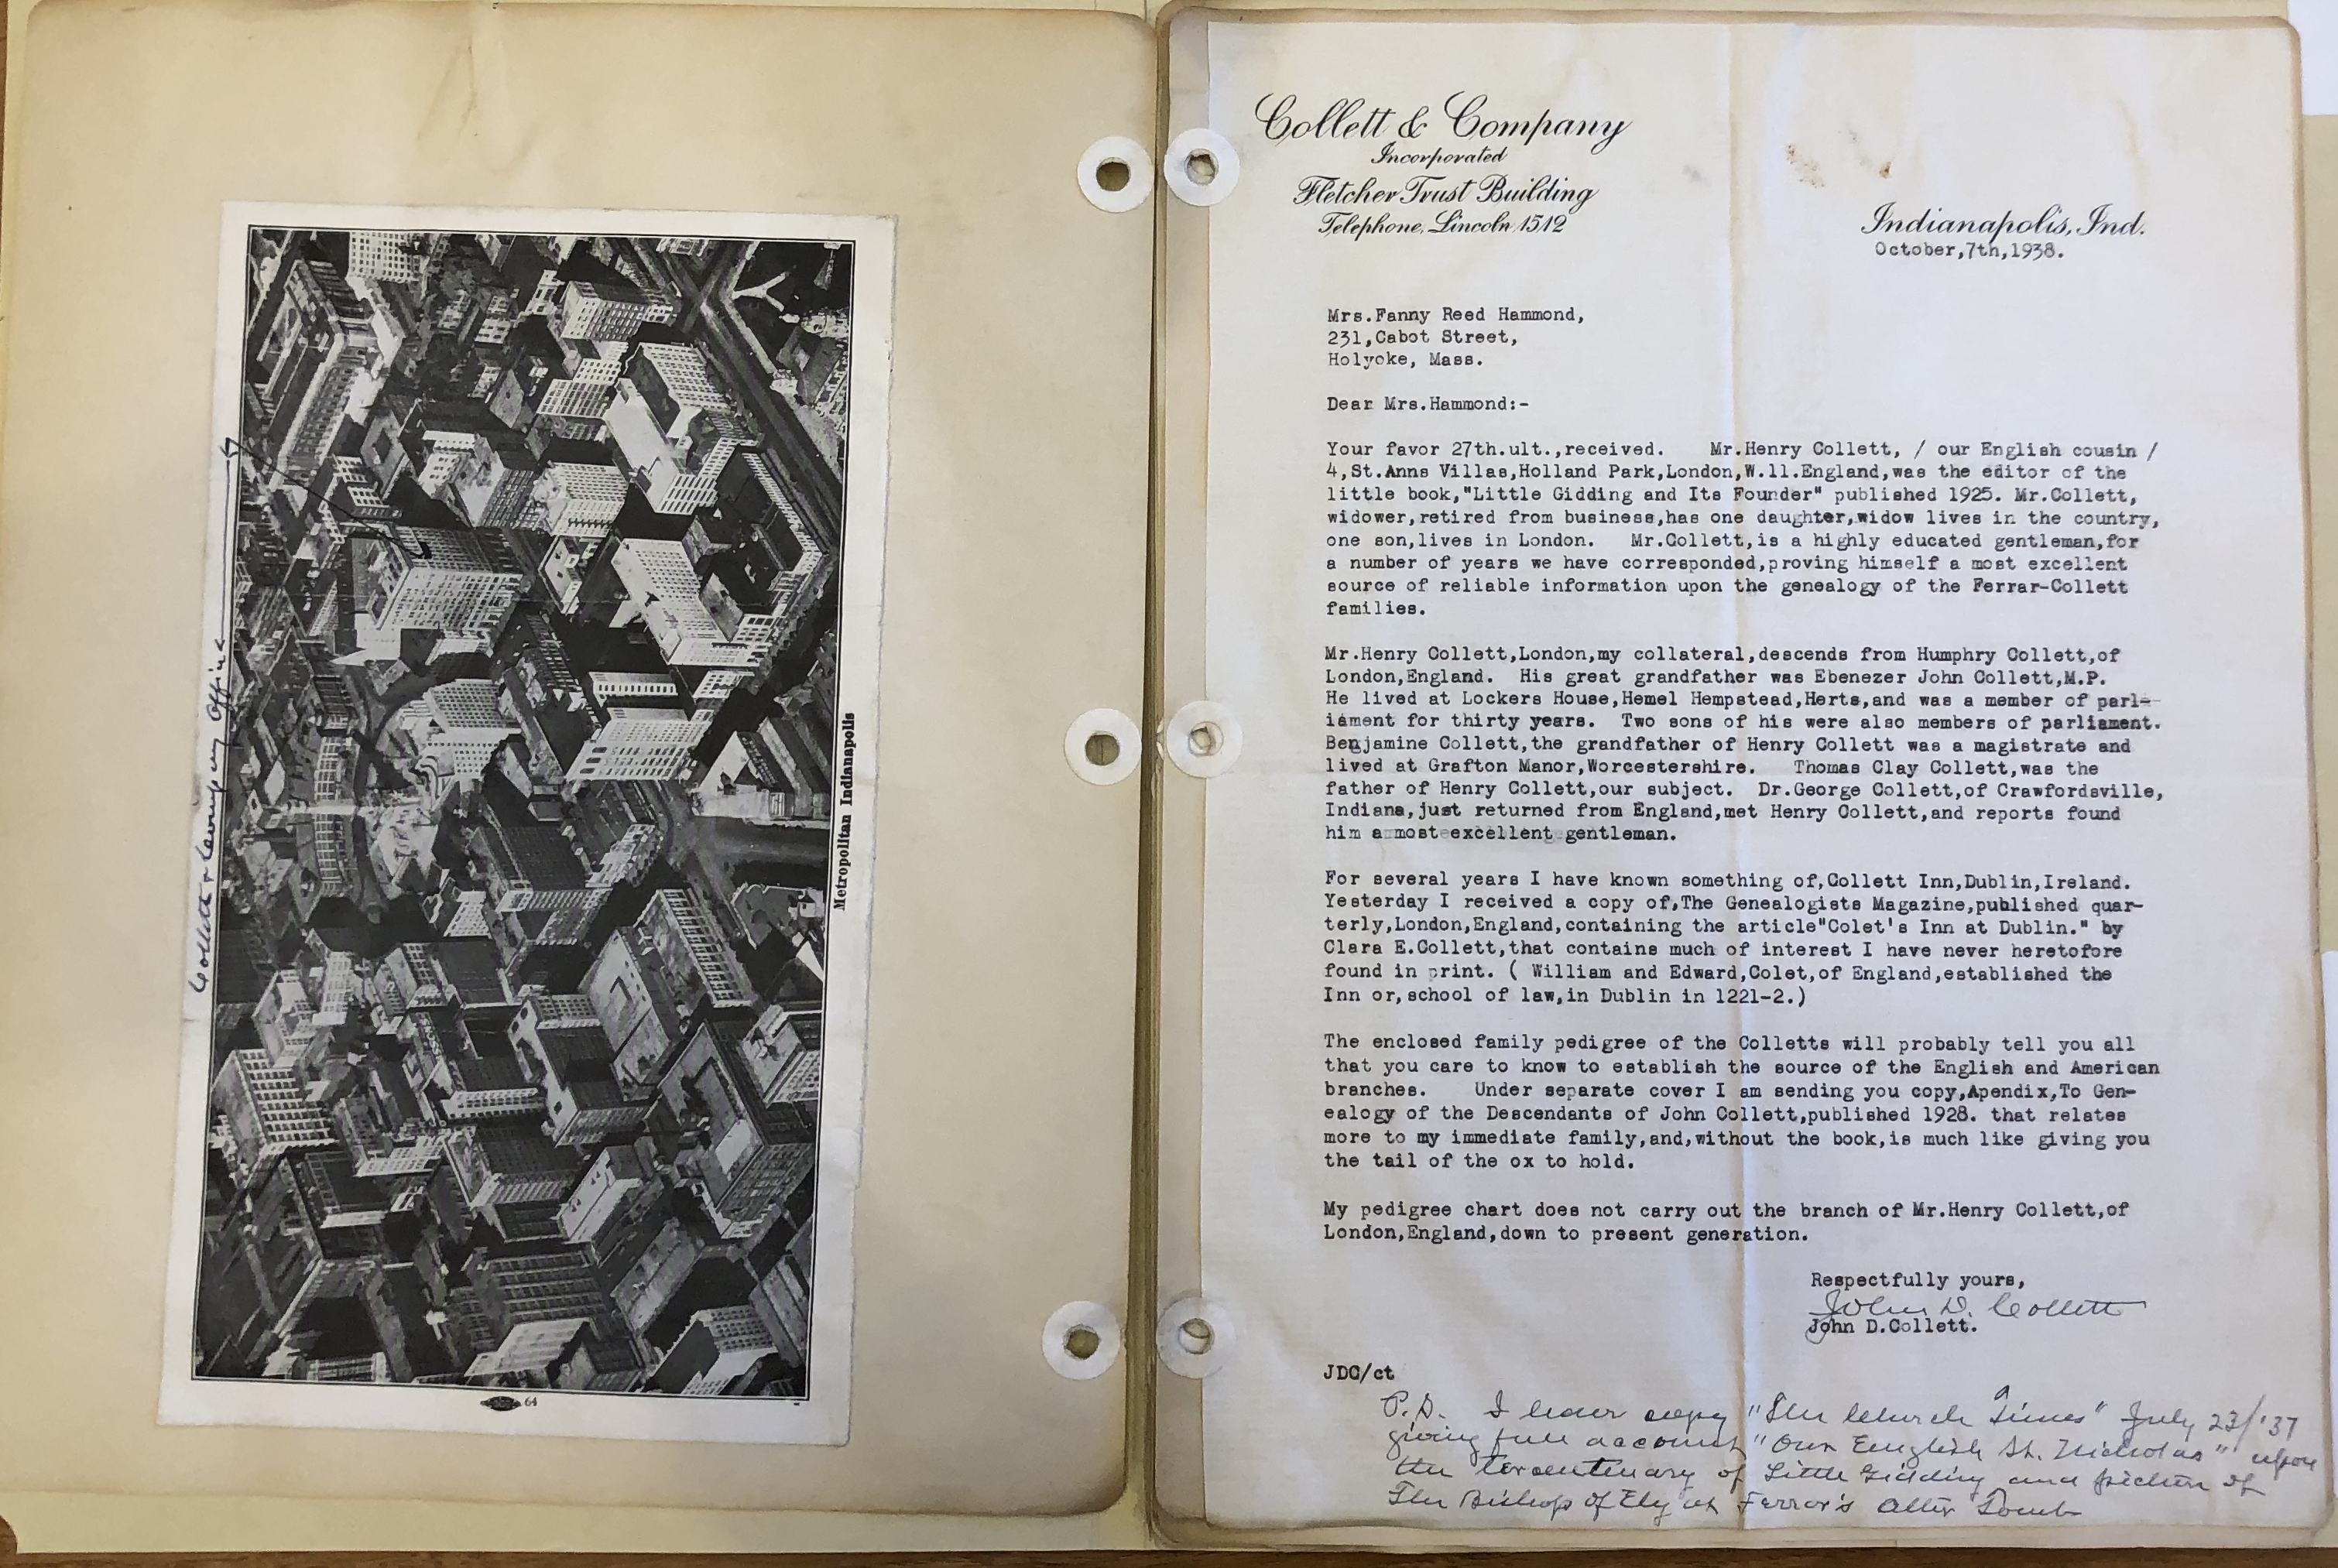 Collett & Company Office
Metropolitan Indianapolis
64
Collett & Company
Incorporated
Fletcher Trust Building
Telephone, Lincoln 1512
Indianapolis, Ind.
October,7th,1938.
Mrs.Fanny Reed Hammond,
231,Cabot Street,
Holyoke, Mass.
Dear Mrs.Hammond:-
Your favor 27th.ult.,received. Mr.Henry Collett, / our English cousin /
4,St.Anns Villas,Holland Park,London,W.ll.England,was the editor of the
little book,"Little Gidding and Its Founder" published 1925. Mr.Collett,
widower,retired from business,has one daughter,widow lives in the country,
one son,lives in London. Mr.Collett,is a highly educated gentleman,for
a number of years we have corresponded,proving himself a most excellent
source of reliable information upon the genealogy of the Ferrar-Collett
families.
Mr.Henry Collett,London,my collateral,descends from Humphry Collett,of
London,England. His great grandfather was Ebenezer John Collett,M.P.
He lived at Lockers House,Hemel Hempstead,Herts,and was a member of parl-
iament for thirty years. Two sons of his were also members of parliament.
Benjamine Collett,the grandfather of Henry Collett was a magistrate and
lived at Grafton Manor,Worcestershire. Thomas Clay Collett,was the
father of Henry Collett,our subject. Dr.George Collett,of Crawfordsville,
Indiana,just returned from England,met Henry Collett,and reports found
him a most excellent gentleman.
For several years I have known something of,Collett Inn,Dublin,Ireland.
Yesterday I received a copy of,The Genealogists Magazine,published quar-
terly,London,England,containing the article"Colet's Inn at Dublin." by
Clara E.Collett,that contains much of interest I have never heretofore
found in print. ( William and Edward,Colet,of England,established the
Inn or,school of law,in Dublin in 1221-2.)
The enclosed family pedigree of the Colletts will probably tell you all
that you care to know to establish the source of the English and American
branches. Under separate cover I am sending you copy,Apendix,To Gen-
ealogy of the Descendants of John Collett,published 1928. that relates
more to my immediate family,and,without the book,is much like giving you
the tail of the ox to hold.
My pedigree chart does not carry out the branch of Mr.Henry Collett,of
London,England,down to present generation.
Respectfully yours,
John D. Collett
John D.Collett.
JDC/ct
P.S. I have copy "The Church Times" July 23/'37
giving full account "Our English St. Nicholas" upon
the tercentenary of Little Gidding and picture of
The Bishop of Ely at Ferrar's Alter Tomb